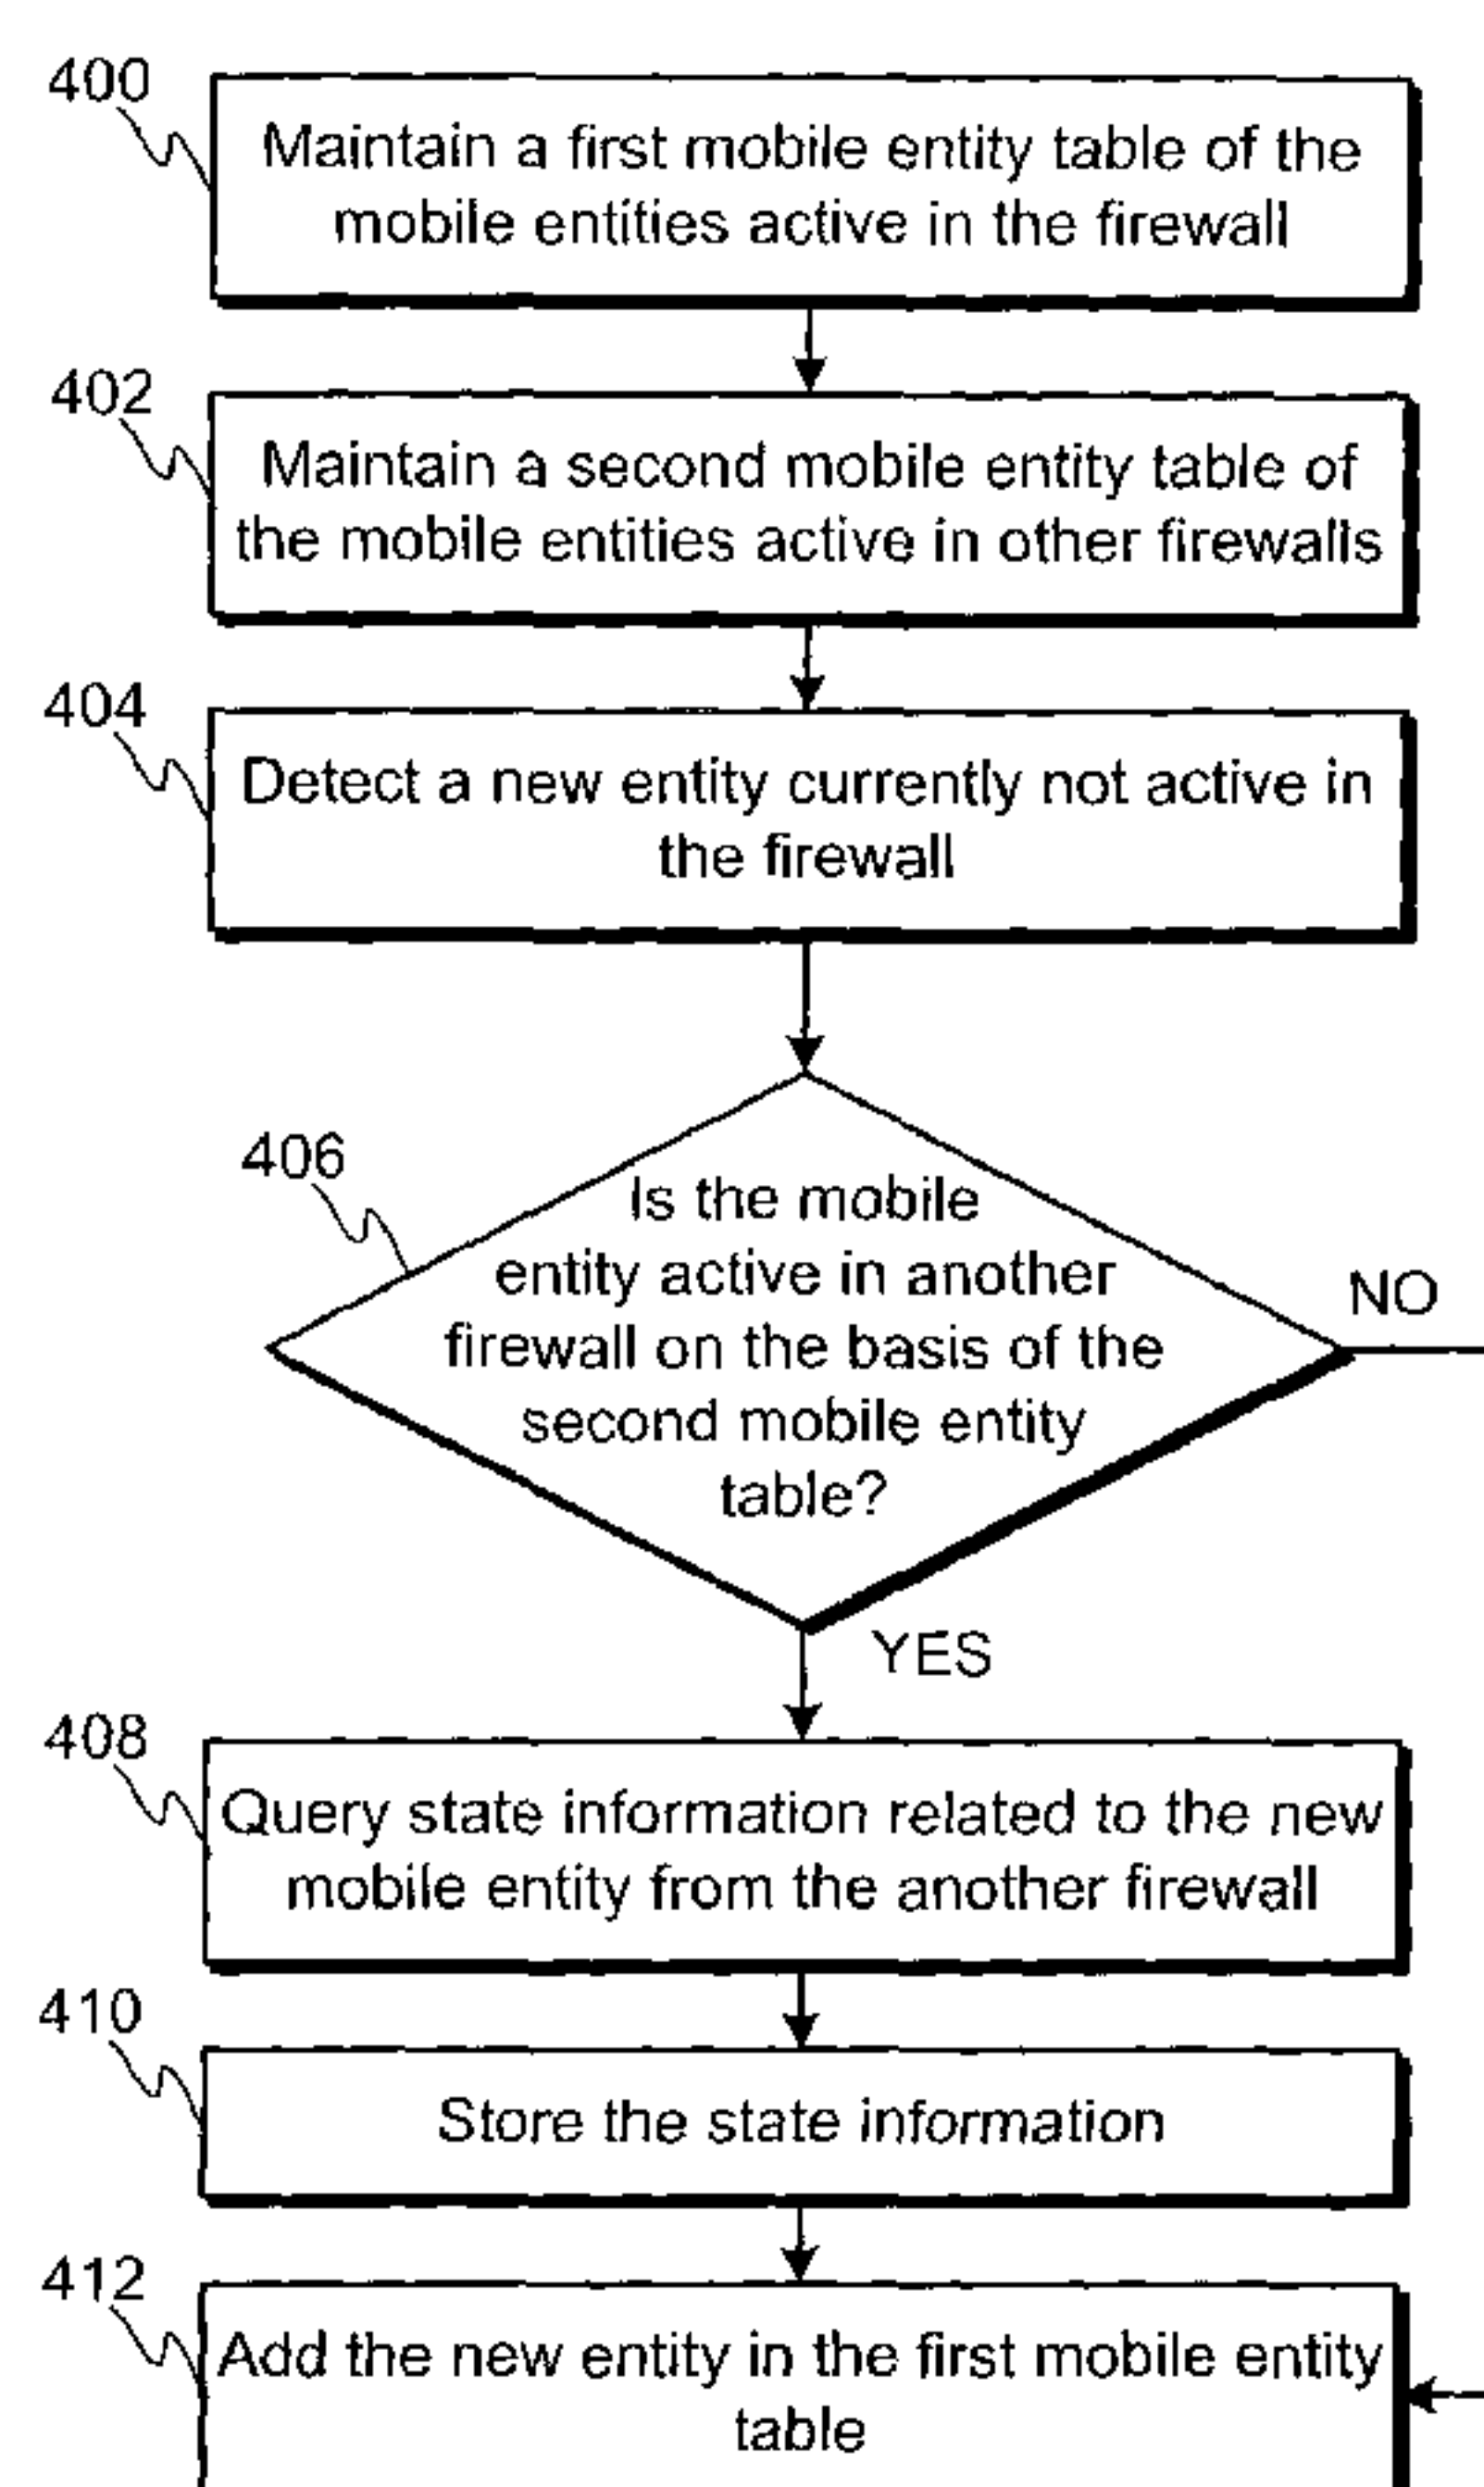 400
Maintain a first mobile entity table of the
mobile entities active in the firewall
402
Maintain a second mobile entity table of
the mobile entities active in other firewalls
404
Detect a new entity currently not active in
the firewall
406
Is the mobile
entity active in another
firewall on the basis of the
second mobile entity
table?
NO
YES
408
Query state information related to the new
mobile entity from the another firewall
410
Store the state information
412
Add the new entity in the first mobile entity
table